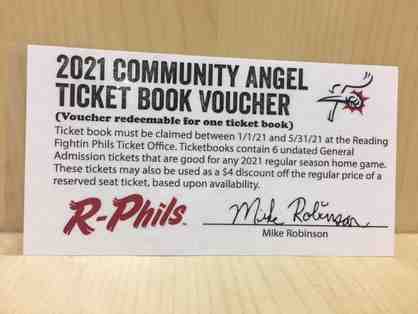 2021 COMMUNITY ANGEL
TICKET BOOK VOUCHER
(Voucher redeemable for one ticket book)
Ticket book must be claimed between 1/1/21 and 5/31/21 at the Reading
Fightin Phils Ticket Office. Ticketbooks contain 6 undated General
Admission tickets that are good for any 2021 regular season home game.
These tickets may also be used as a $4 discount off the regular price of a
reserved seat ticket, based upon availability.
R-Phils
Mike Robinson
Mike Robinson